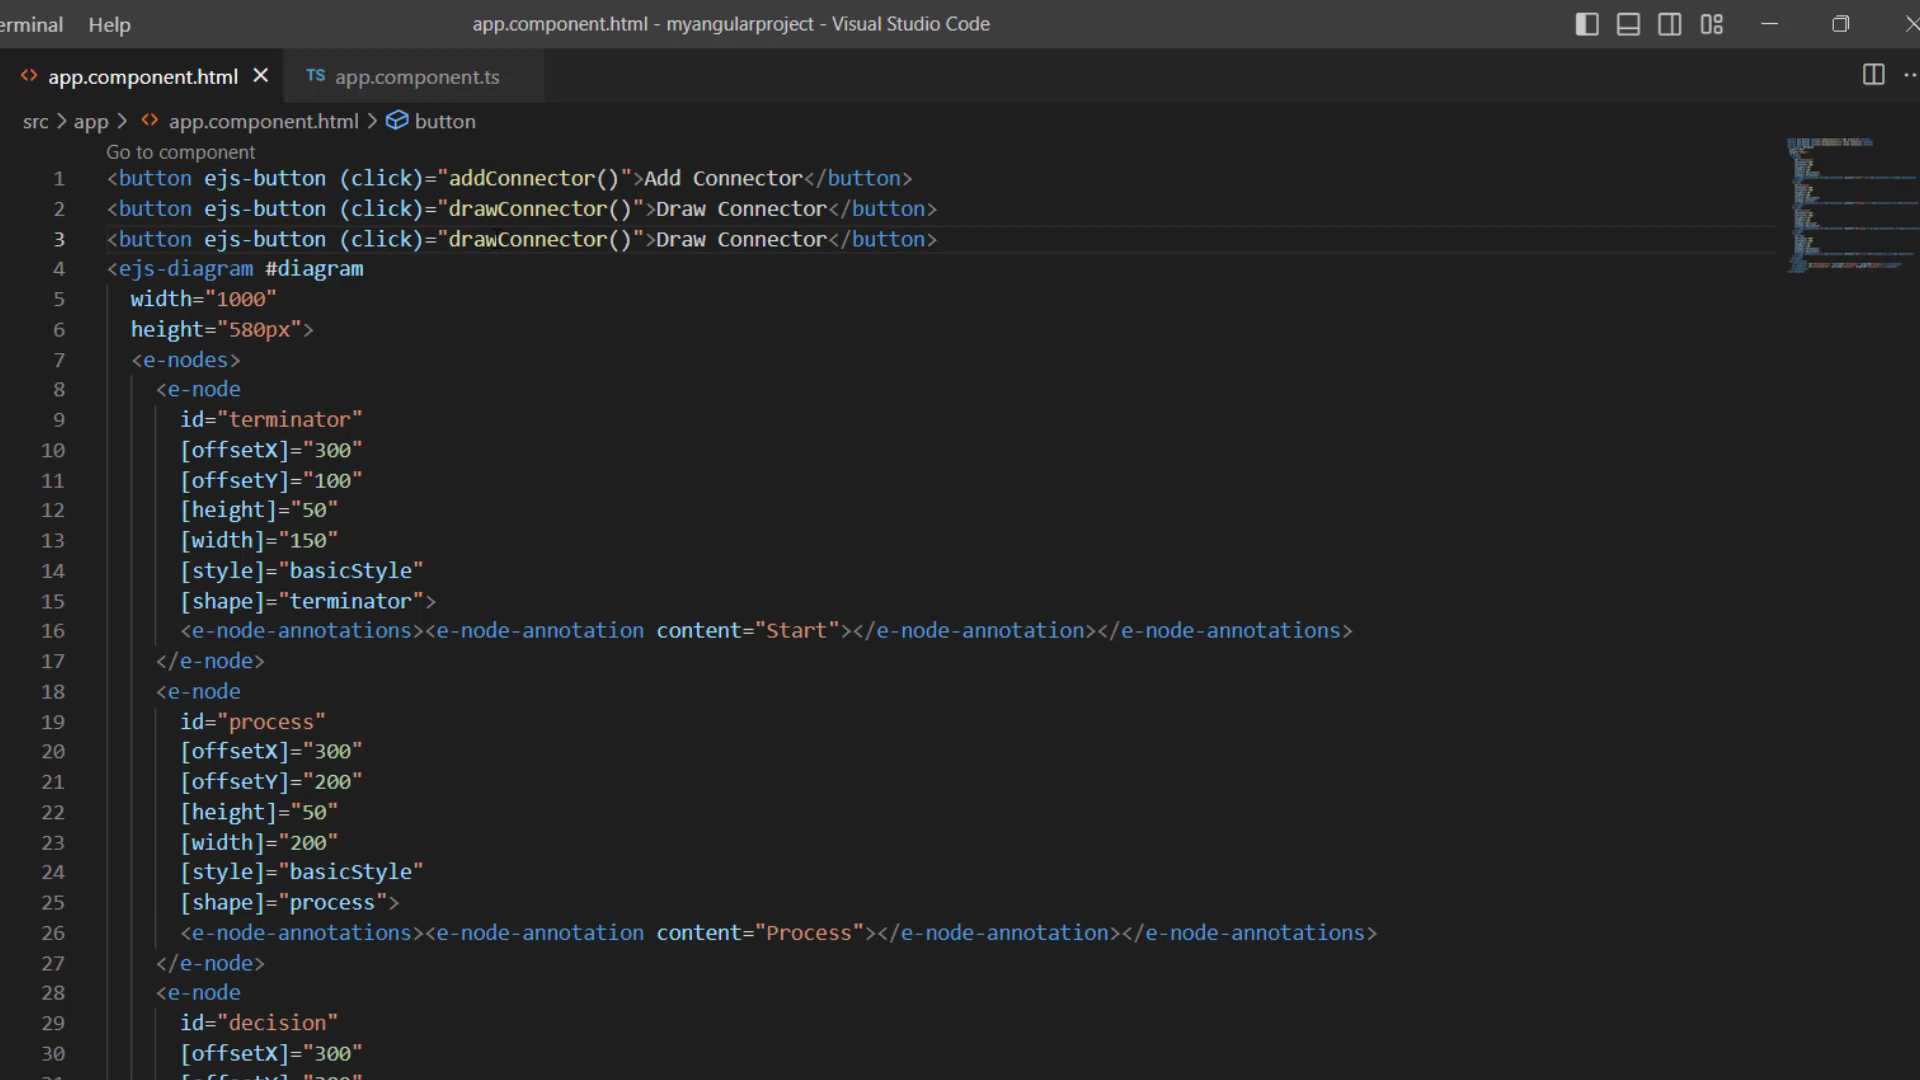 erminal Help app.component.html - myangularproject - Visual Studio Code
app.component.html TS app.component.ts
src > app > app.component.html > button
Go to component
1 <button ejs-button (click)="addConnector()">Add Connector</button>
2 <button ejs-button (click)="drawConnector()">Draw Connector</button>
3 <button ejs-button (click)="drawConnector()">Draw Connector</button>
4 <ejs-diagram #diagram
5 width="1000"
6 height="580px">
7 <e-nodes>
8 <e-node
9 id="terminator"
10 [offsetX]="300"
11 [offsetY]="100"
12 [height]="50"
13 [width]="150"
14 [style]="basicStyle"
15 [shape]="terminator">
16 <e-node-annotations><e-node-annotation content="Start"></e-node-annotation></e-node-annotations>
17 </e-node>
18 <e-node
19 id="process"
20 [offsetX]="300"
21 [offsetY]="200"
22 [height]="50"
23 [width]="200"
24 [style]="basicStyle"
25 [shape]="process">
26 <e-node-annotations><e-node-annotation content="Process"></e-node-annotation></e-node-annotations>
27 </e-node>
28 <e-node
29 id="decision"
30 [offsetX]="300"